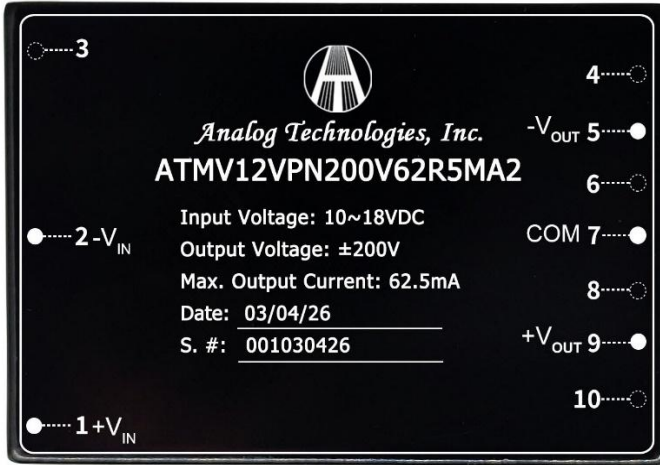 3
4
Analog Technologies, Inc.
-VOUT 5
ATMV12VPN200V62R5MA2
6
Input Voltage: 10~18VDC
2 -VIN
COM 7
Output Voltage: ±200V
Max. Output Current: 62.5mA
8
Date: 03/04/26
+VOUT 9
S. #: 001030426
10
1 +VIN